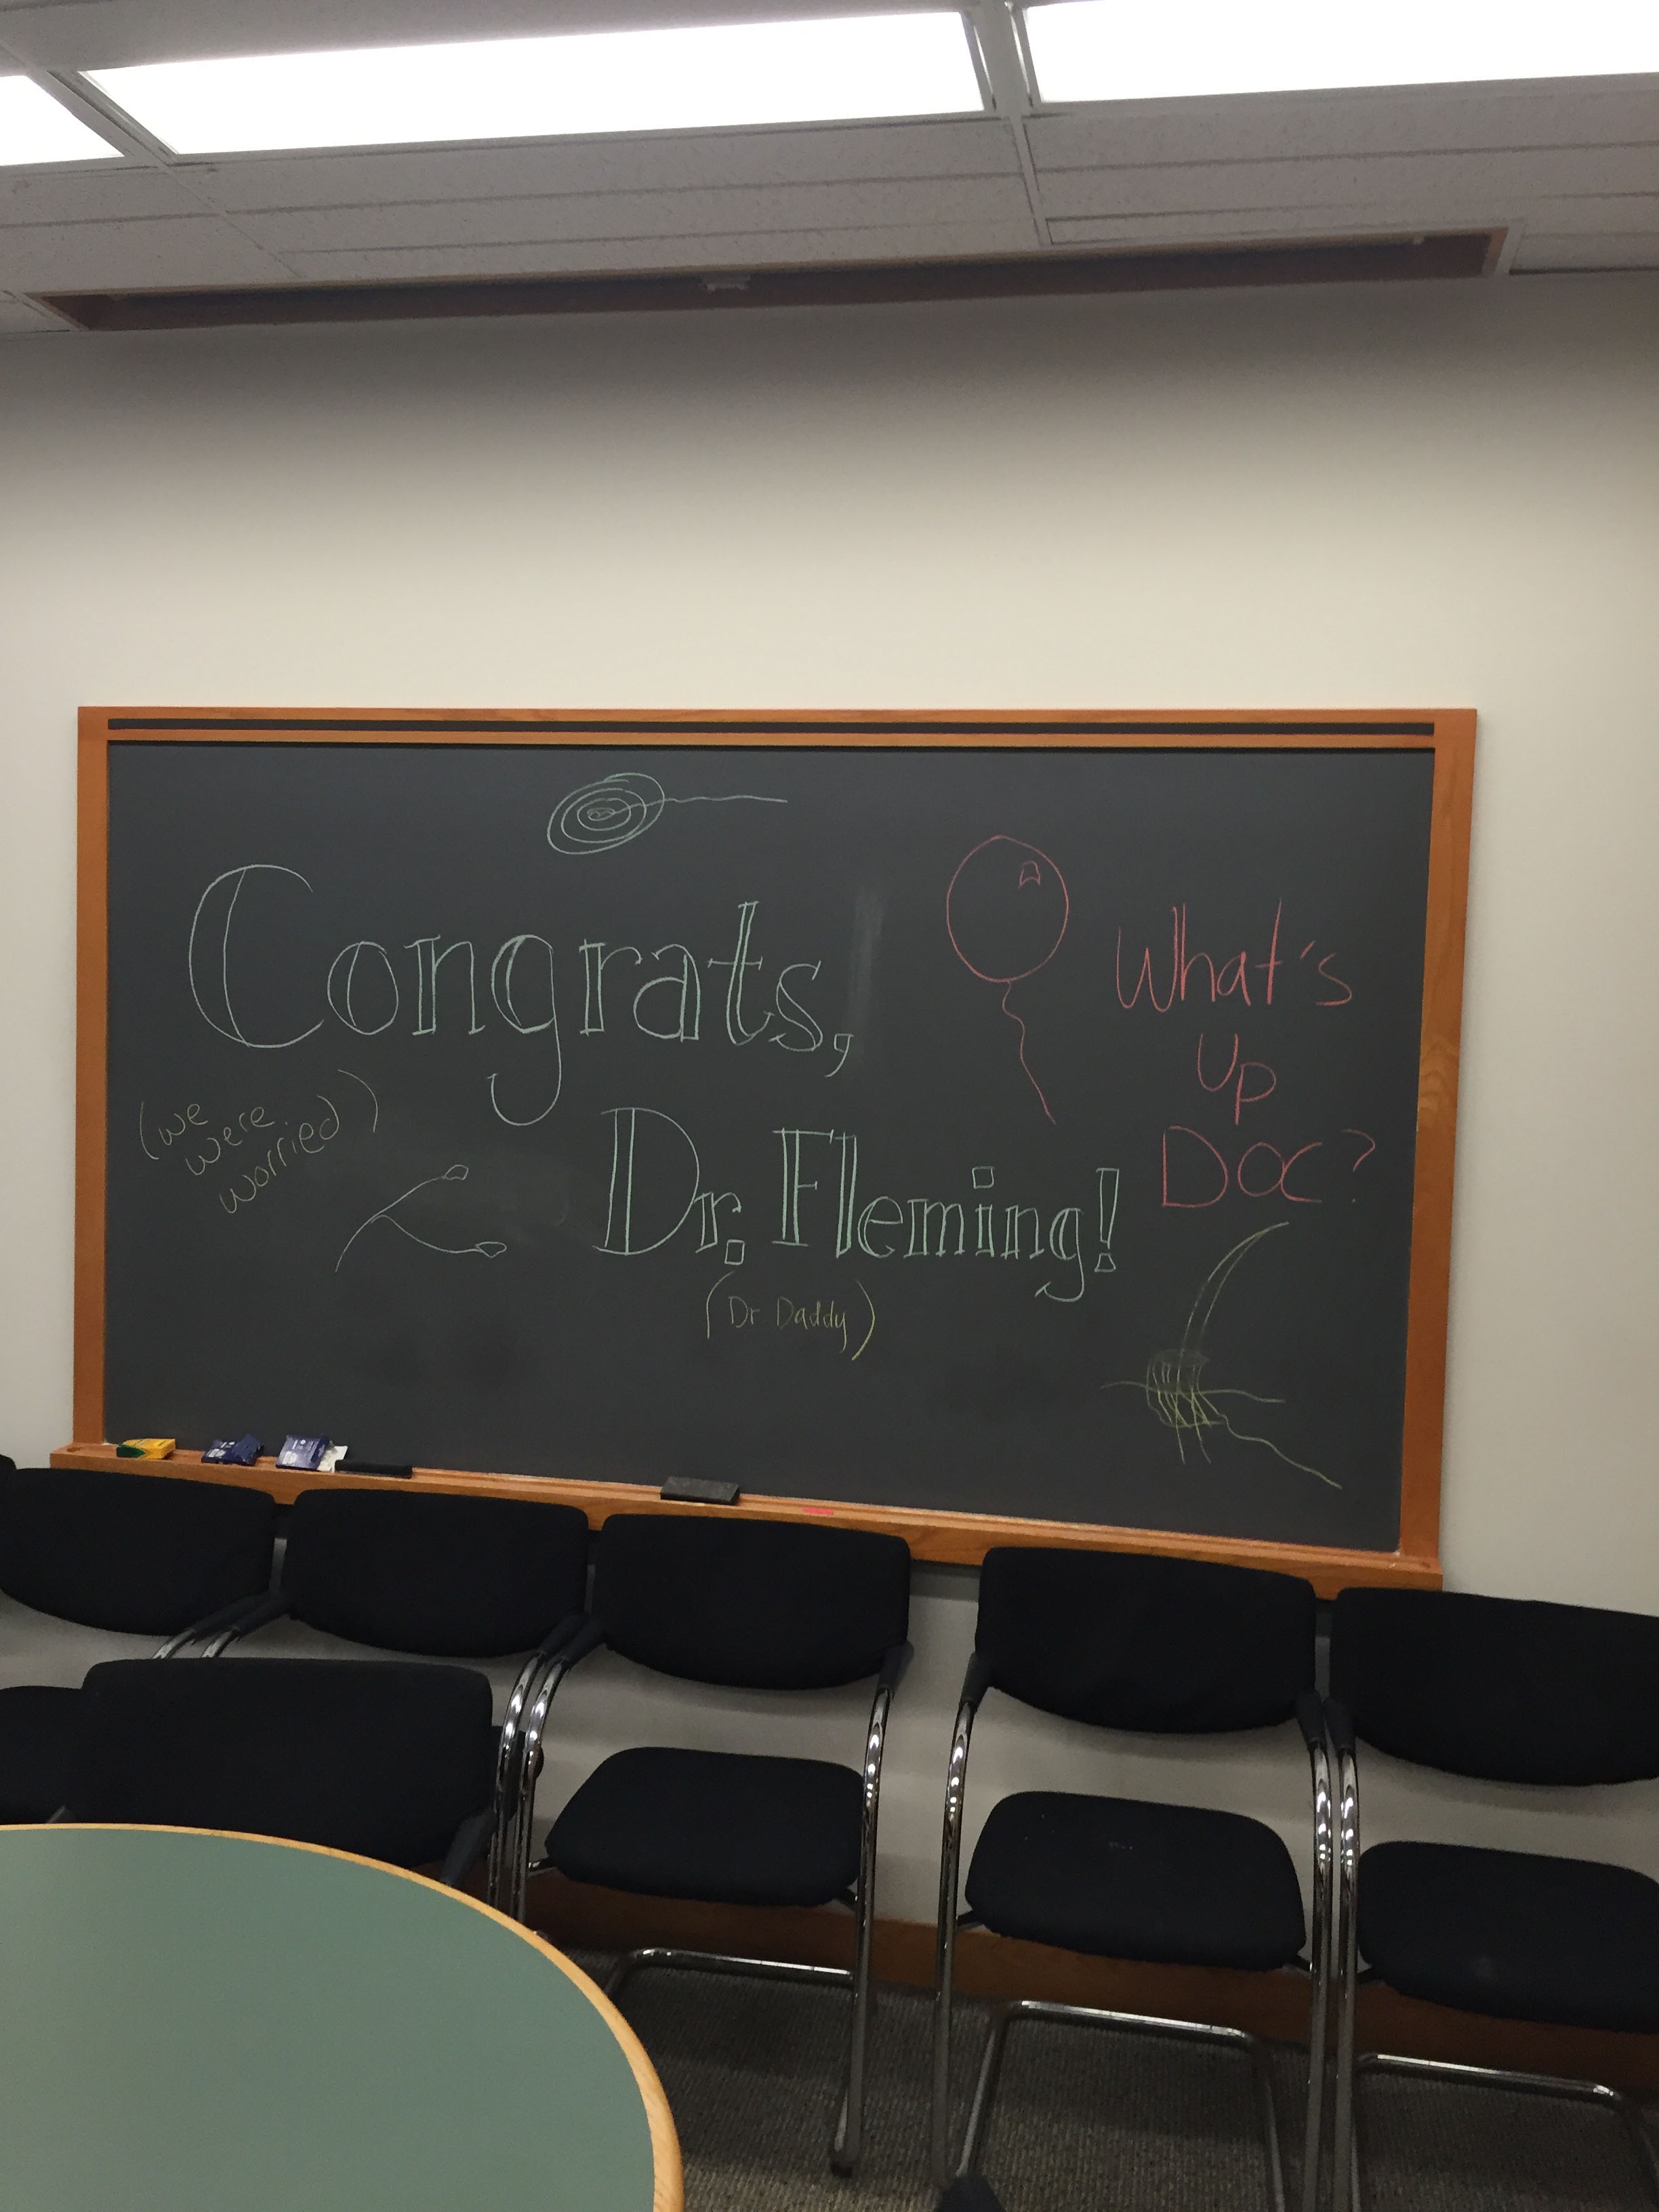 Congrats,
Dr. Fleming!
(Dr Daddy)
(we
were
worried)
What's
Up
Doc?